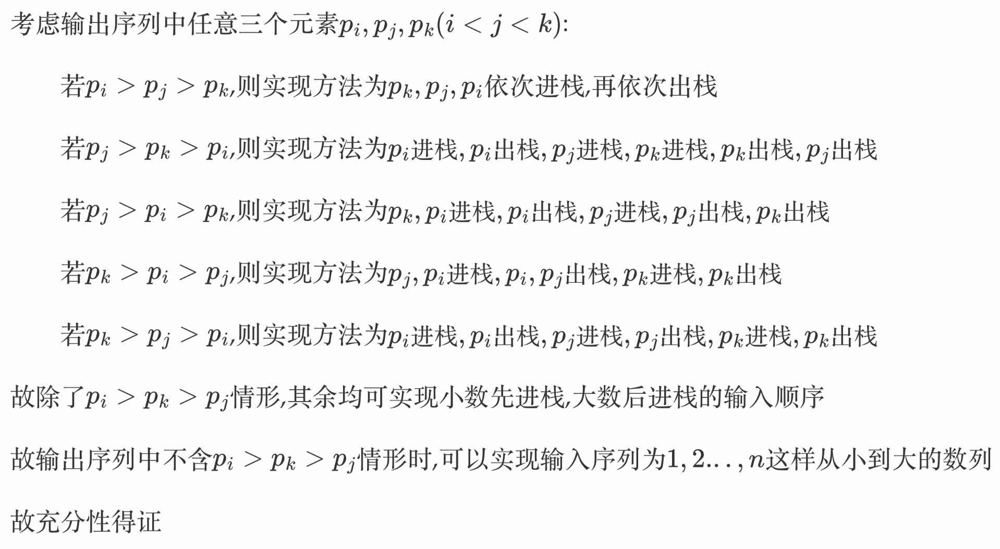 考虑输出序列中任意三个元素$p_i, p_j, p_k(i < j < k)$:
若$p_i > p_j > p_k$,则实现方法为$p_k, p_j, p_i$依次进栈,再依次出栈
若$p_j > p_k > p_i$,则实现方法为$p_i$进栈, $p_i$出栈, $p_j$进栈, $p_k$进栈, $p_k$出栈, $p_j$出栈
若$p_j > p_i > p_k$,则实现方法为$p_k, p_i$进栈, $p_i$出栈, $p_j$进栈, $p_j$出栈, $p_k$出栈
若$p_k > p_i > p_j$,则实现方法为$p_j, p_i$进栈, $p_i, p_j$出栈, $p_k$进栈, $p_k$出栈
若$p_k > p_j > p_i$,则实现方法为$p_i$进栈, $p_i$出栈, $p_j$进栈, $p_j$出栈, $p_k$进栈, $p_k$出栈
故除了$p_i > p_k > p_j$情形,其余均可实现小数先进栈,大数后进栈的输入顺序
故输出序列中不含$p_i > p_k > p_j$情形时,可以实现输入序列为$1, 2 ..., n$这样从小到大的数列
故充分性得证